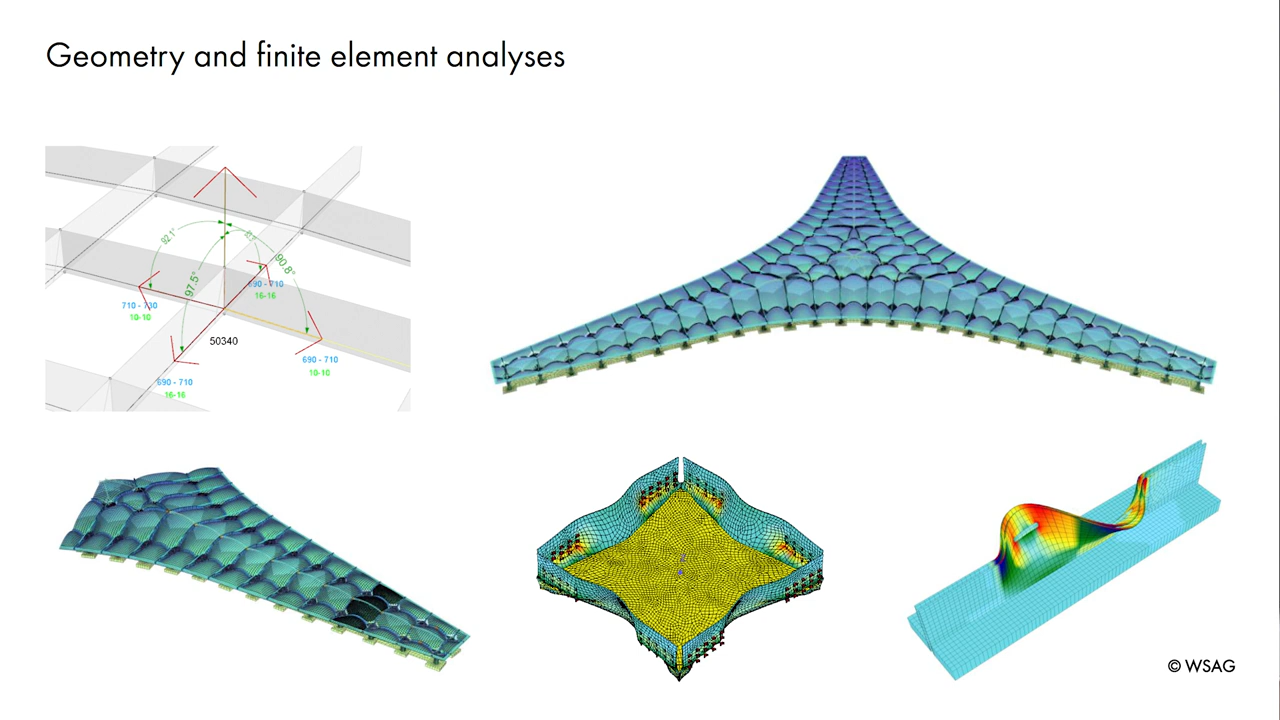 Geometry and finite element analyses
92.1°
97.5°
90.8°
710 - 730
10-10
690 - 710
16-16
50340
690 - 710
10-10
690 - 710
16-16
© WSAG